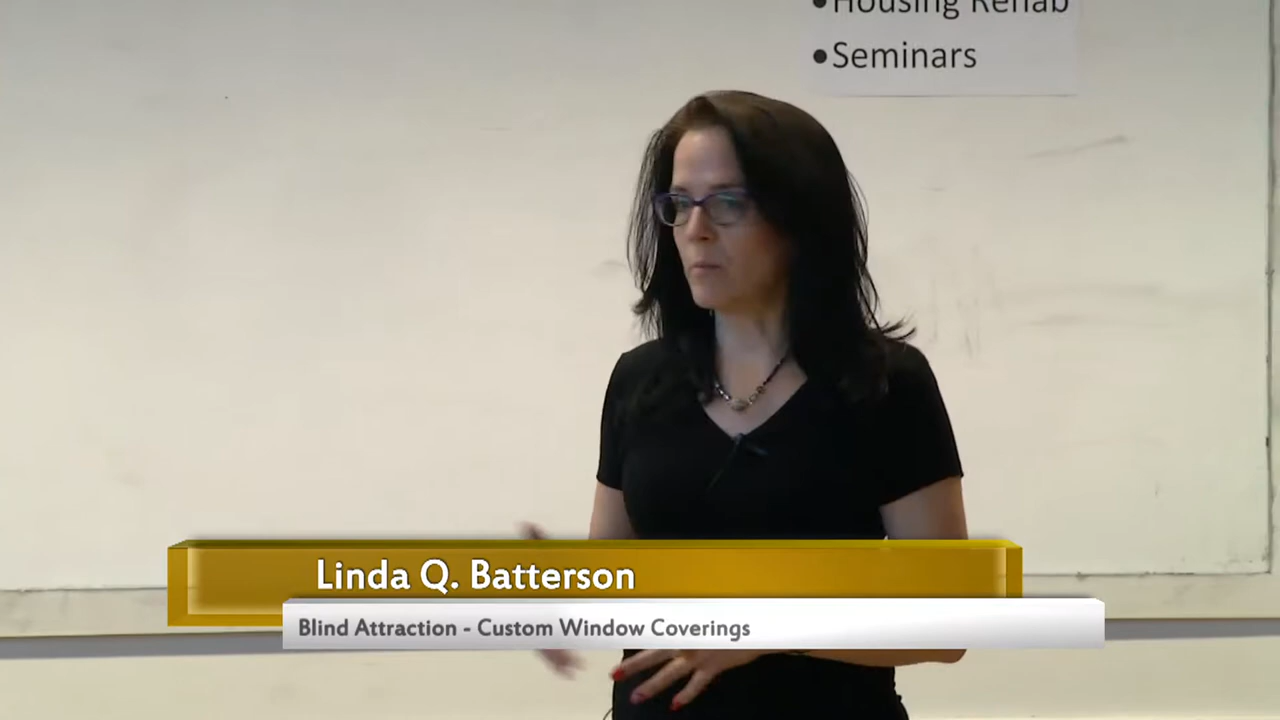 •Housing Rehab
•Seminars
Linda Q. Batterson
Blind Attraction - Custom Window Coverings